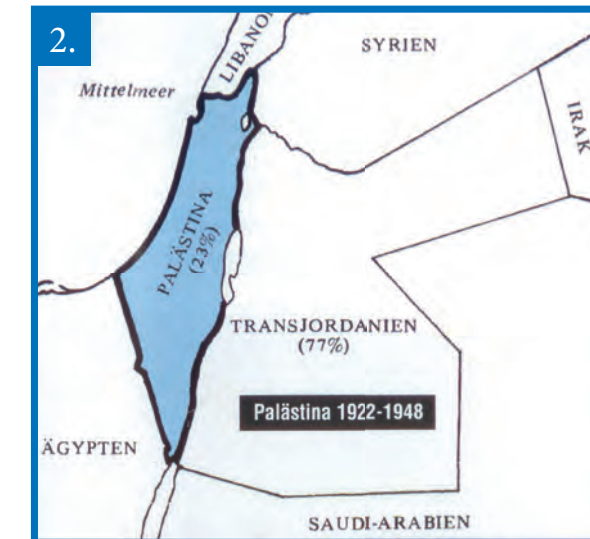 2.
LIBANON
SYRIEN
Mittelmeer
IRAK
PALÄSTINA
(23%)
TRANSJORDANIEN
(77%)
Palästina 1922-1948
ÄGYPTEN
SAUDI-ARABIEN